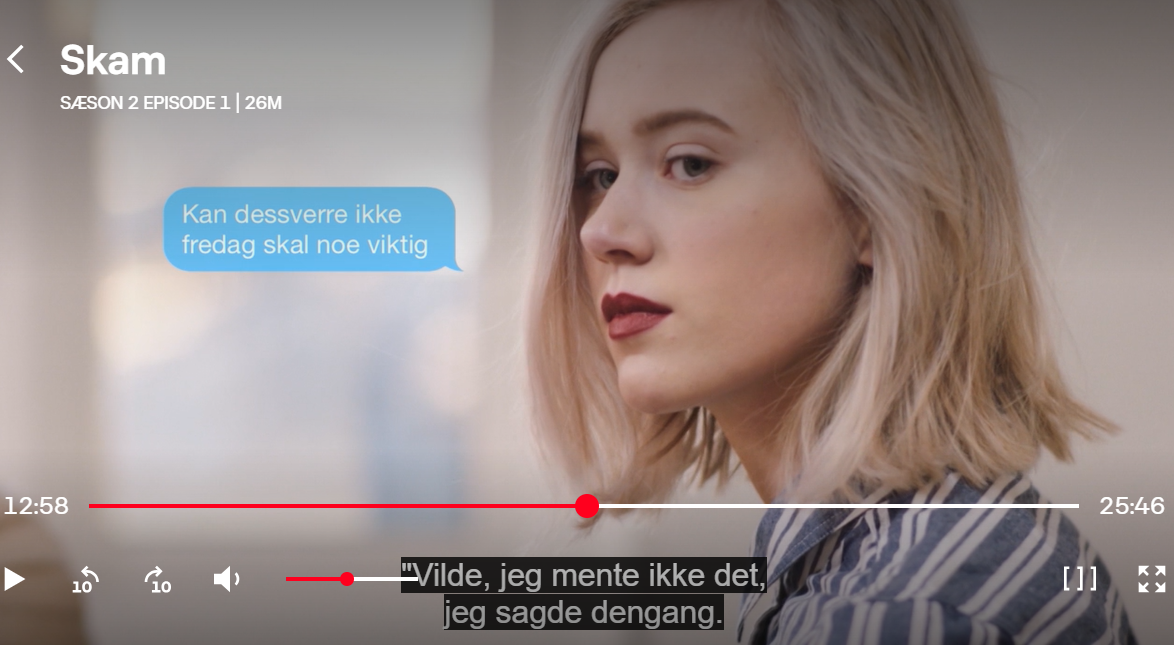 Skam
SÆSON 2 EPISODE 1 | 26M
Kan dessverre ikke
fredag skal noe viktig
12:58
25:46
10
10
"Vilde, jeg mente ikke det,
jeg sagde dengang.